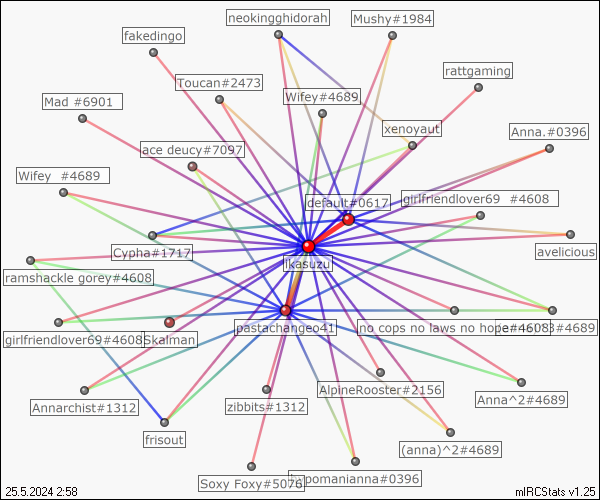 neokingghidorah
Mushy#1984
fakedingo
rattgaming
Toucan#2473
Wifey#4689
Mad #6901
xenoyaut
Anna.#0396
ace deucy#7097
Wifey  #4689
default#0617
girlfriendlover69  #4608
Cypha#1717
avelicious
ikasuzu
ramshackle gorey#4608
pastachangeo41
no cops no laws no hope#4608
#4689
girlfriendlover69#4608
Skalman
AlpineRooster#2156
Anna^2#4689
Annarchist#1312
zibbits#1312
frisout
(anna)^2#4689
Soxy Foxy#5076
hypomanianna#0396
25.5.2024 2:58
mIRCStats v1.25